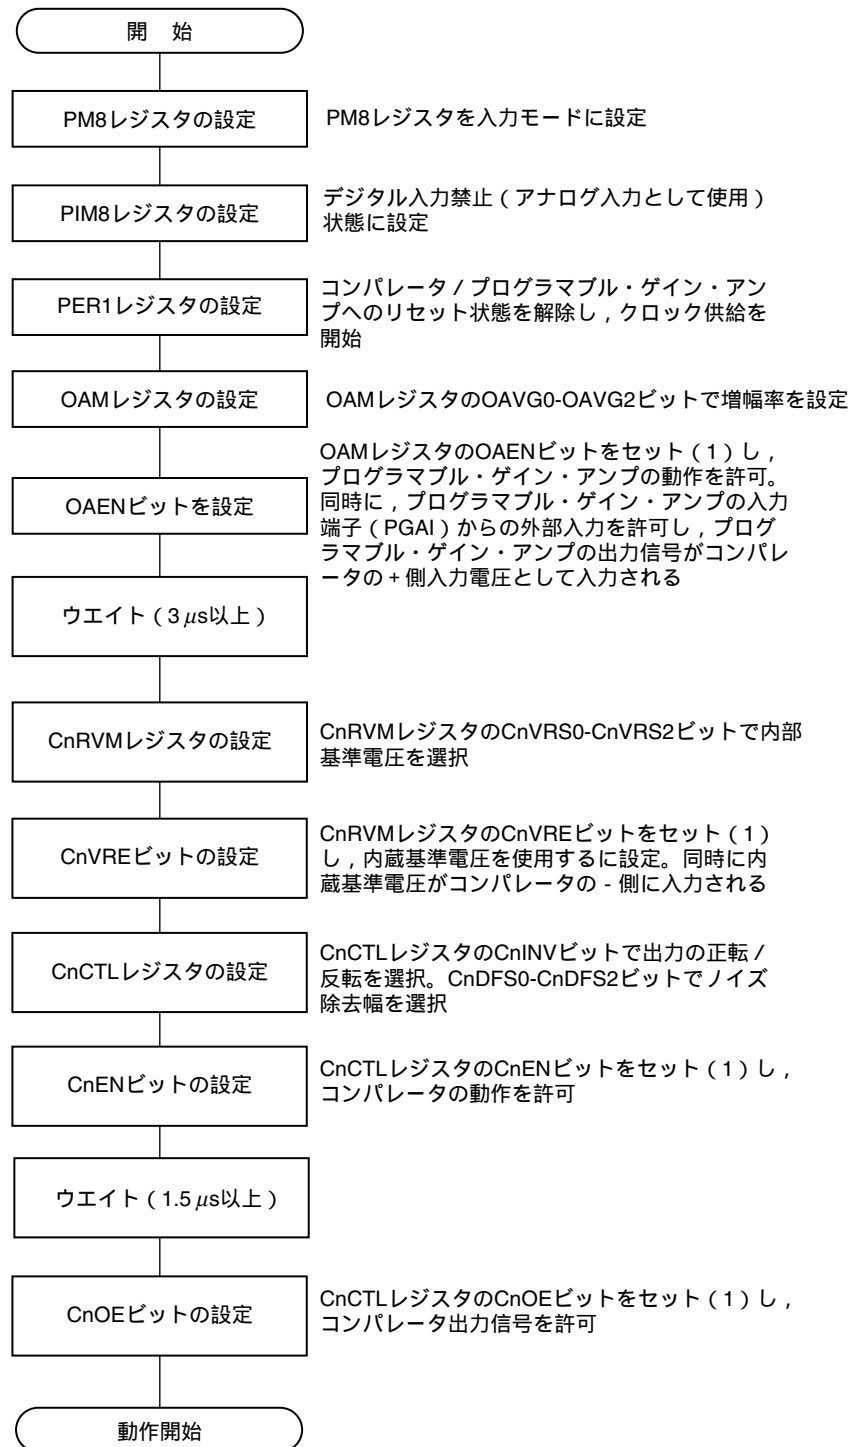 開　始
PM8レジスタの設定
PM8レジスタを入力モードに設定
PIM8レジスタの設定
デジタル入力禁止（アナログ入力として使用）
状態に設定
PER1レジスタの設定
コンパレータ／プログラマブル・ゲイン・アン
プへのリセット状態を解除し，クロック供給を
開始
OAMレジスタの設定
OAMレジスタのOAVG0-OAVG2ビットで増幅率を設定
OAENビットを設定
OAMレジスタのOAENビットをセット（1）し，
プログラマブル・ゲイン・アンプの動作を許可。
同時に，プログラマブル・ゲイン・アンプの入力
端子（PGAI）からの外部入力を許可し，プログ
ラマブル・ゲイン・アンプの出力信号がコンパレ
ータの＋側入力電圧として入力される
ウエイト（3 μs以上）
CnRVMレジスタの設定
CnRVMレジスタのCnVRS0-CnVRS2ビットで内部
基準電圧を選択
CnVREビットの設定
CnRVMレジスタのCnVREビットをセット（1）
し，内蔵基準電圧を使用するに設定。同時に内
蔵基準電圧がコンパレータの - 側に入力される
CnCTLレジスタの設定
CnCTLレジスタのCnINVビットで出力の正転／
反転を選択。CnDFS0-CnDFS2ビットでノイズ
除去幅を選択
CnENビットの設定
CnCTLレジスタのCnENビットをセット（1）し，
コンパレータの動作を許可
ウエイト（1.5 μs以上）
CnOEビットの設定
CnCTLレジスタのCnOEビットをセット（1）し，
コンパレータ出力信号を許可
動作開始